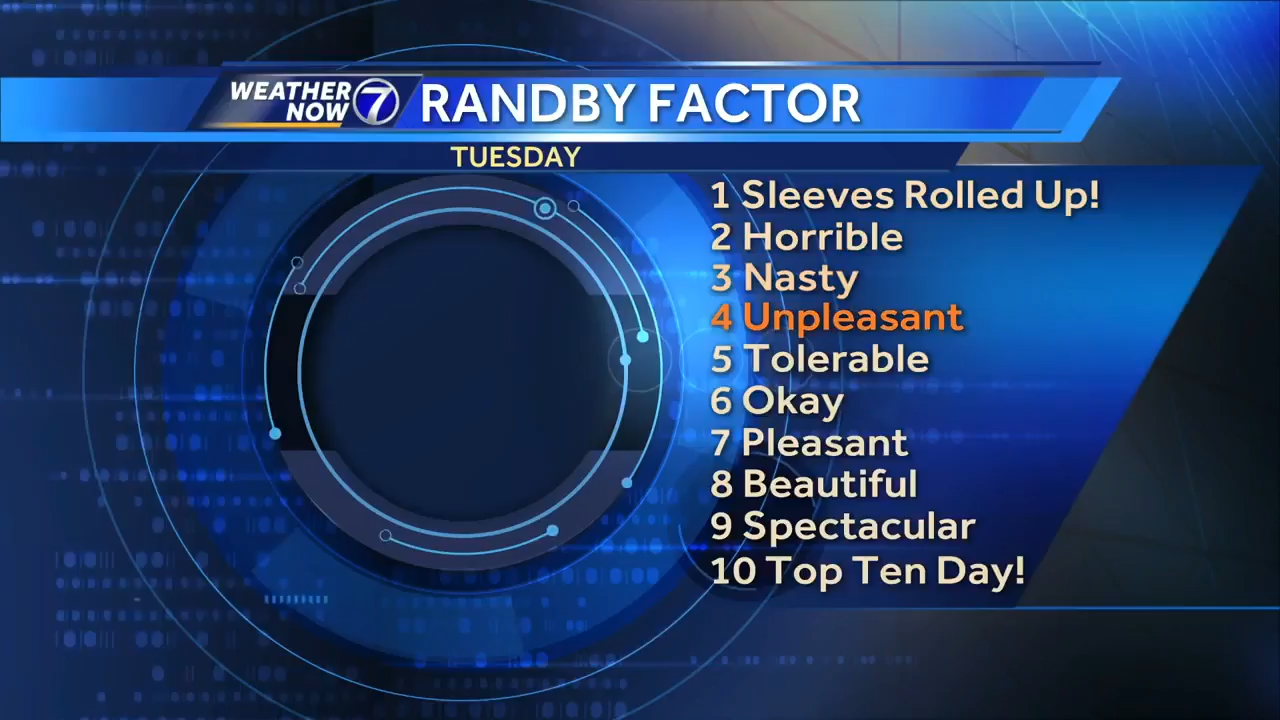 WEATHER
NOW 7
RANDBY FACTOR
TUESDAY
1 Sleeves Rolled Up!
2 Horrible
3 Nasty
4 Unpleasant
5 Tolerable
6 Okay
7 Pleasant
8 Beautiful
9 Spectacular
10 Top Ten Day!